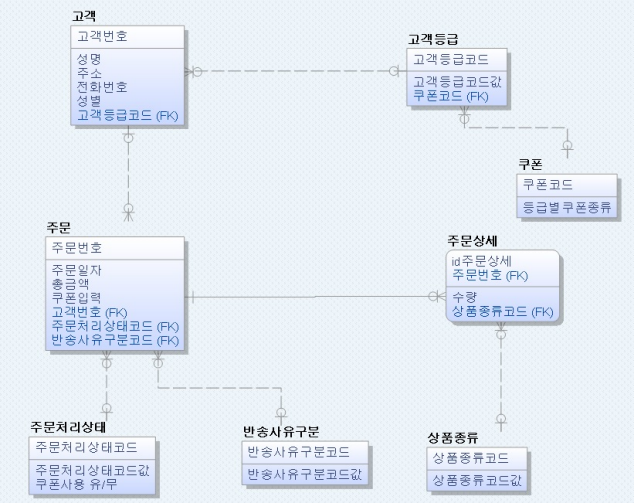 고객
고객번호
성명
주소
전화번호
성별
고객등급코드 (FK)
고객등급
고객등급코드
고객등급코드값
쿠폰코드 (FK)
쿠폰
쿠폰코드
등급별쿠폰종류
주문
주문번호
주문일자
총금액
쿠폰입력
고객번호 (FK)
주문처리상태코드 (FK)
반송사유구분코드 (FK)
주문상세
id주문상세
주문번호 (FK)
수량
상품종류코드 (FK)
주문처리상태
주문처리상태코드
주문처리상태코드값
쿠폰사용 유/무
반송사유구분
반송사유구분코드
반송사유구분코드값
상품종류
상품종류코드
상품종류코드값